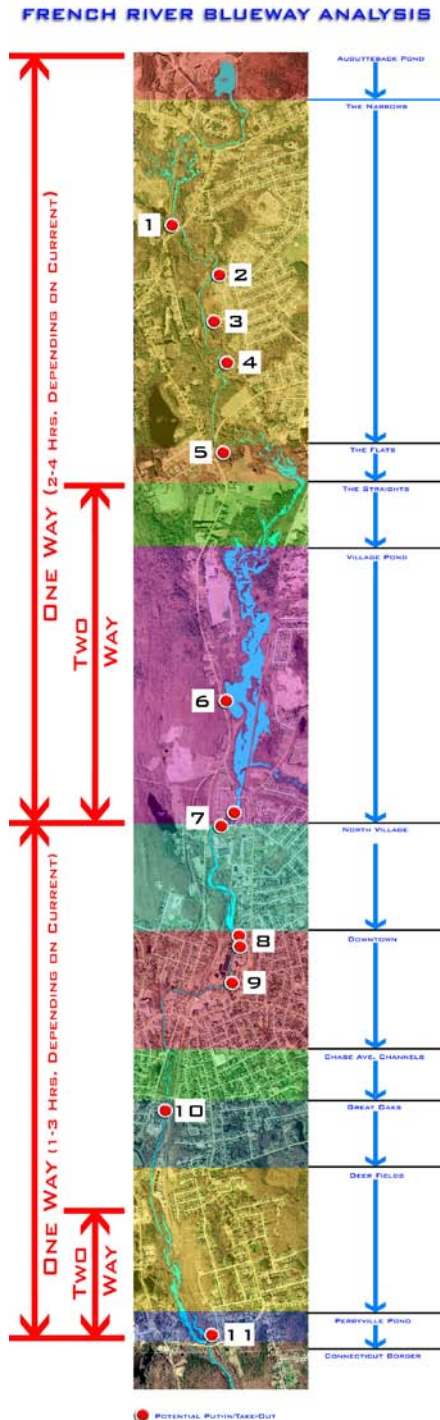 FRENCH RIVER BLUEWAY ANALYSIS
AUGUTTEBACK POND
THE NARROWS
1
2
3
4
5
THE FLATS
THE STRAIGHTS
ONE WAY (2-4 HRS. DEPENDING ON CURRENT)
TWO
WAY
VILLAGE POND
6
7
NORTH VILLAGE
8
DOWNTOWN
9
CHASE AVE. CHANNELS
10
GREAT OAKS
ONE WAY (1-3 HRS. DEPENDING ON CURRENT)
DEER FIELDS
TWO
WAY
PERRYVILLE POND
11
CONNECTICUT BORDER
POTENTIAL PUT-IN/TAKE-OUT